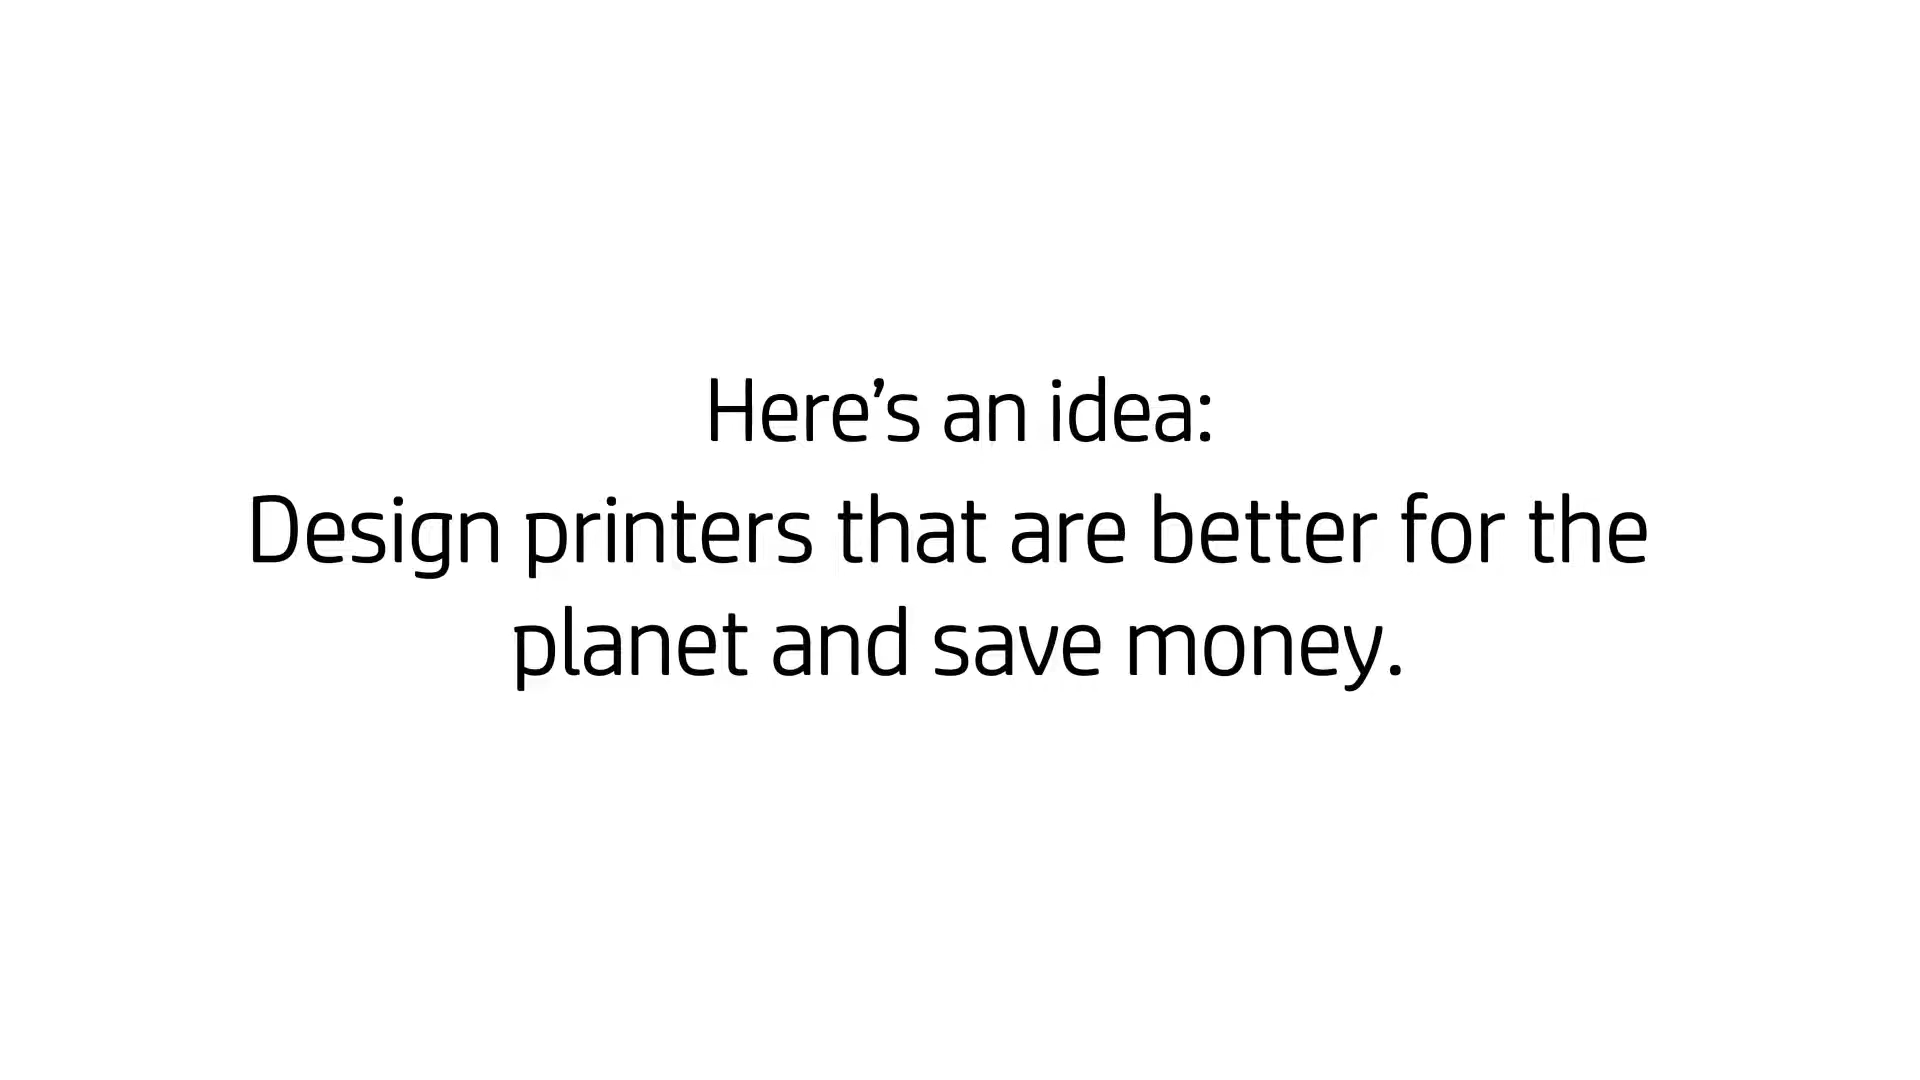 Here’s an idea:
Design printers that are better for the
planet and save money.